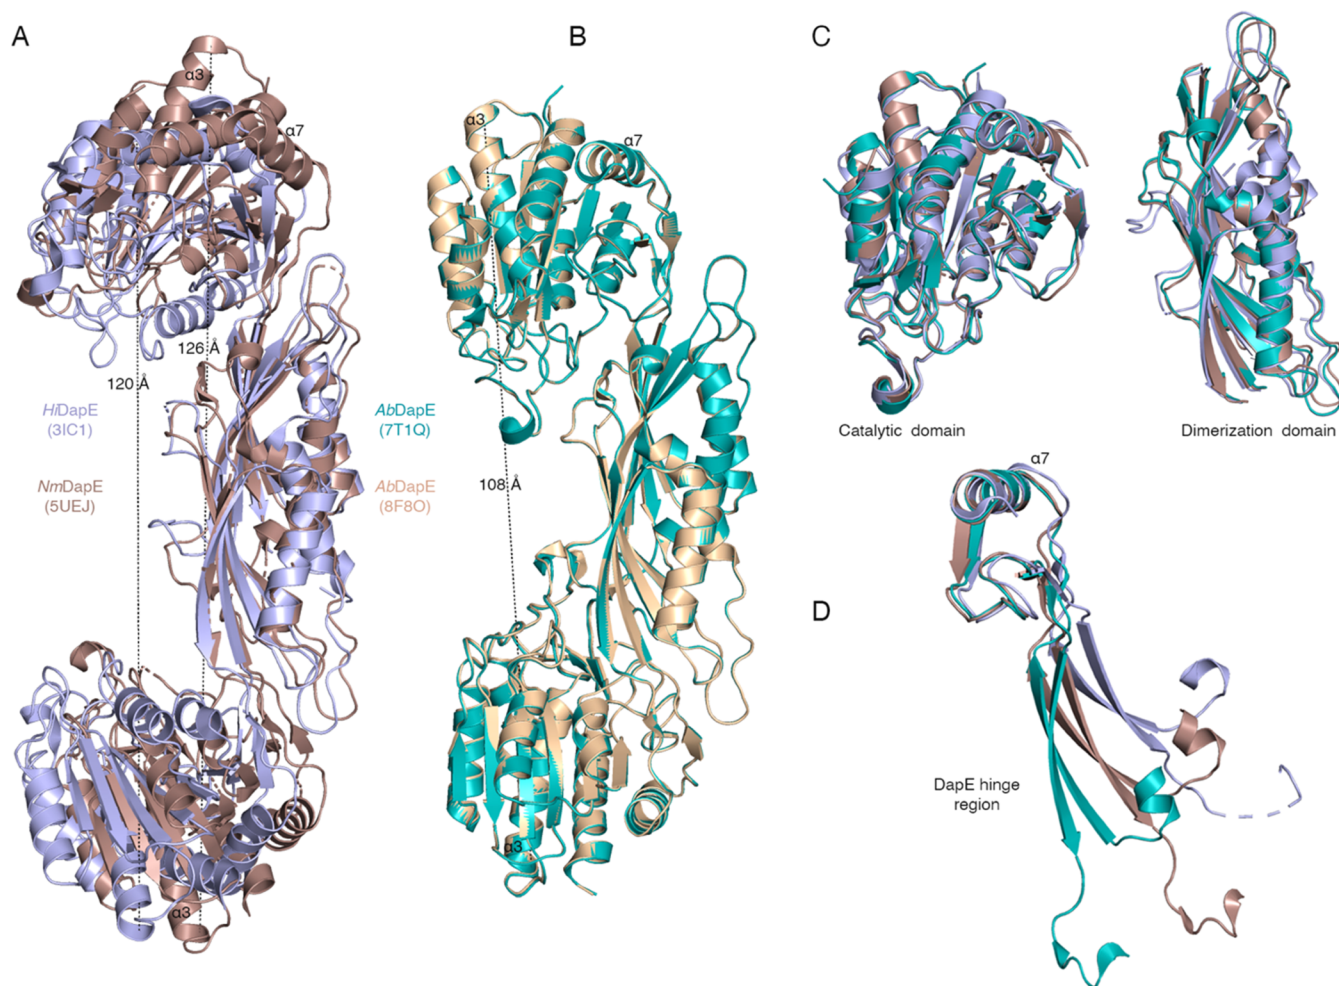 A
B
C
α3
α7
α3
α7
126 Å
120 Å
HiDapE
(3IC1)
AbDapE
(7T1Q)
Catalytic domain
Dimerization domain
NmDapE
(5UEJ)
108 Å
AbDapE
(8F8O)
α7
D
DapE hinge
region
α3
α3